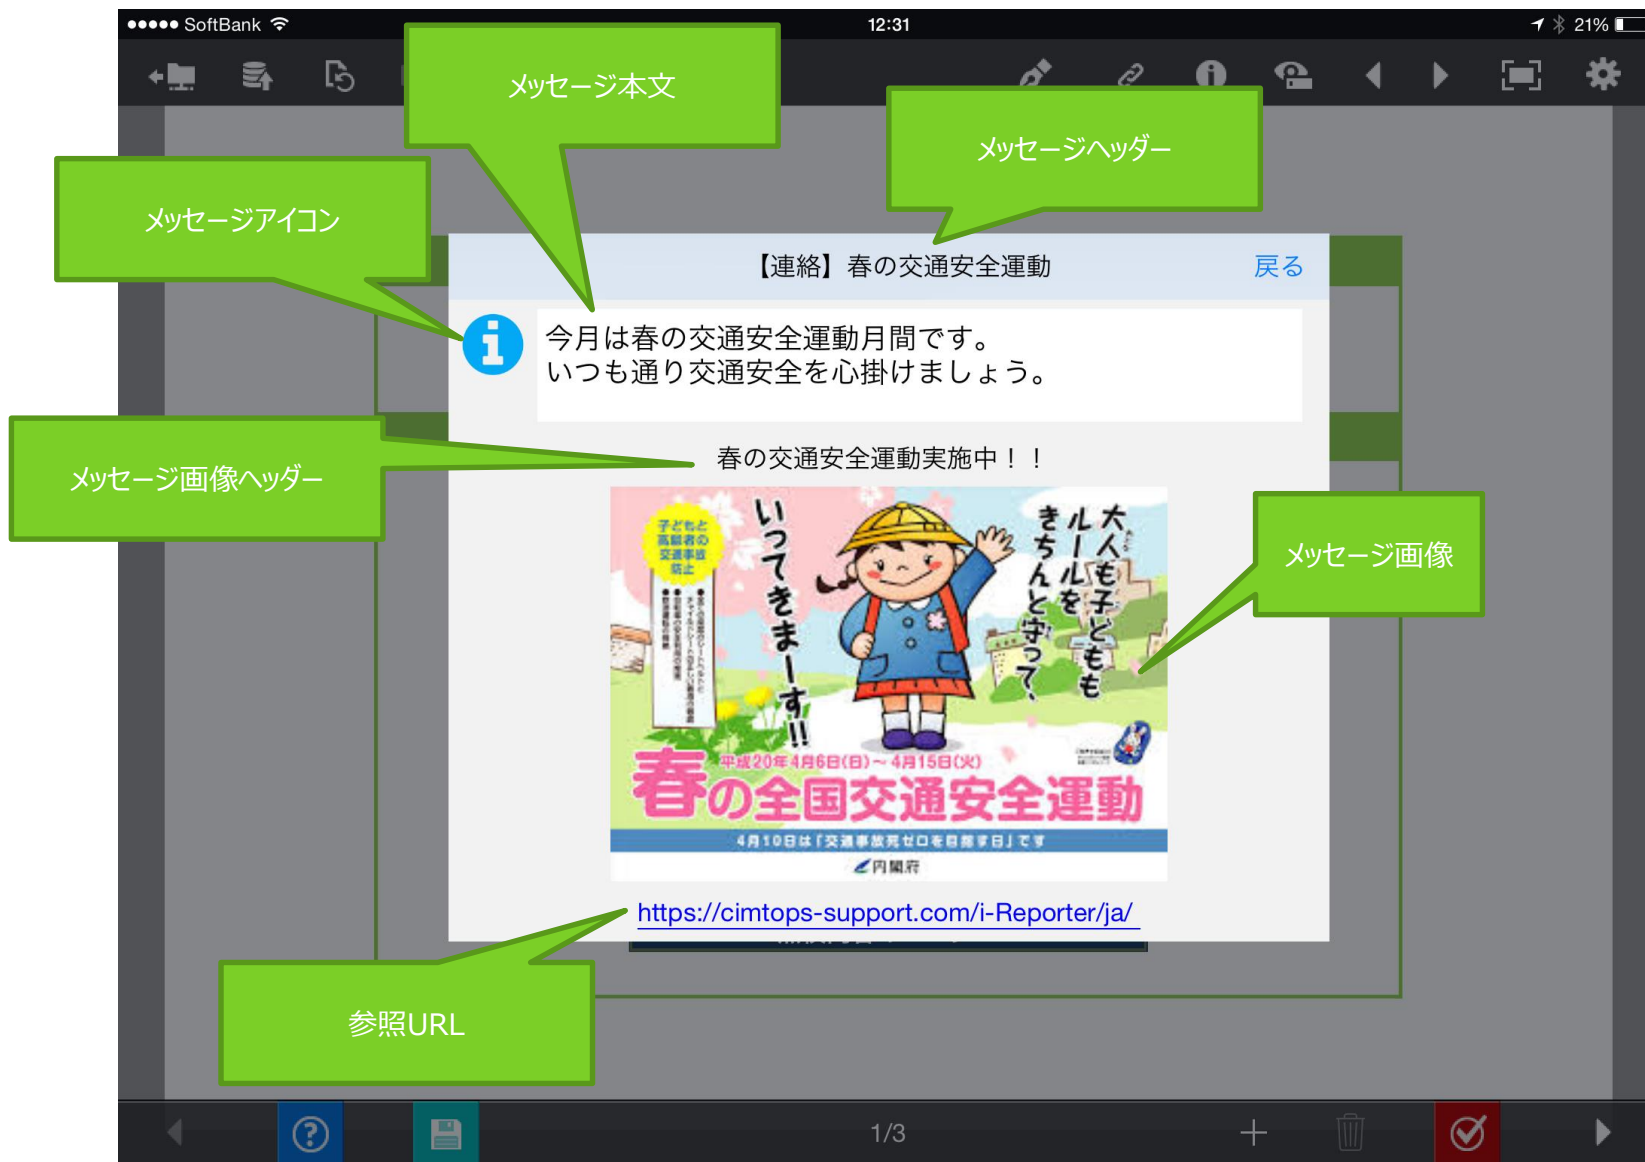 SoftBank 12:31 21%
メッセージ本文
メッセージヘッダー
メッセージアイコン
【連絡】春の交通安全運動 戻る
今月は春の交通安全運動月間です。
いつも通り交通安全を心掛けましょう。
メッセージ画像ヘッダー
春の交通安全運動実施中！！
メッセージ画像
大人も子どもも
ルールを
きちんと守って、
いってきまーす!!
子どもと
高齢者の
交通事故
防止
平成20年4月6日(日)～4月15日(火)
春の全国交通安全運動
4月10日は「交通事故死ゼロを目指す日」です
内閣府
https://cimtops-support.com/i-Reporter/ja/
参照URL
1/3